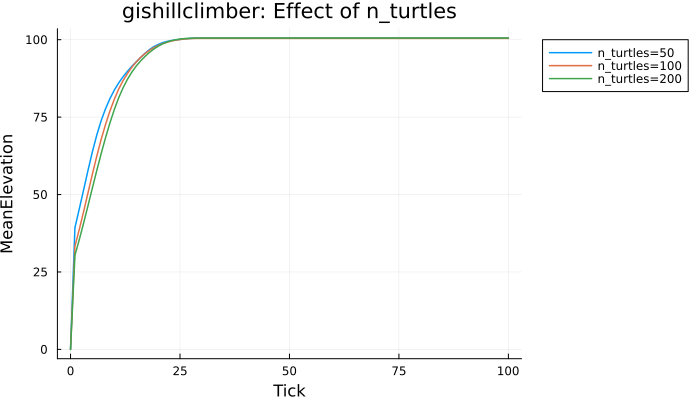 gishillclimber: Effect of n_turtles
MeanElevation
100
75
50
25
0
0 25 50 75 100
Tick
n_turtles=50
n_turtles=100
n_turtles=200